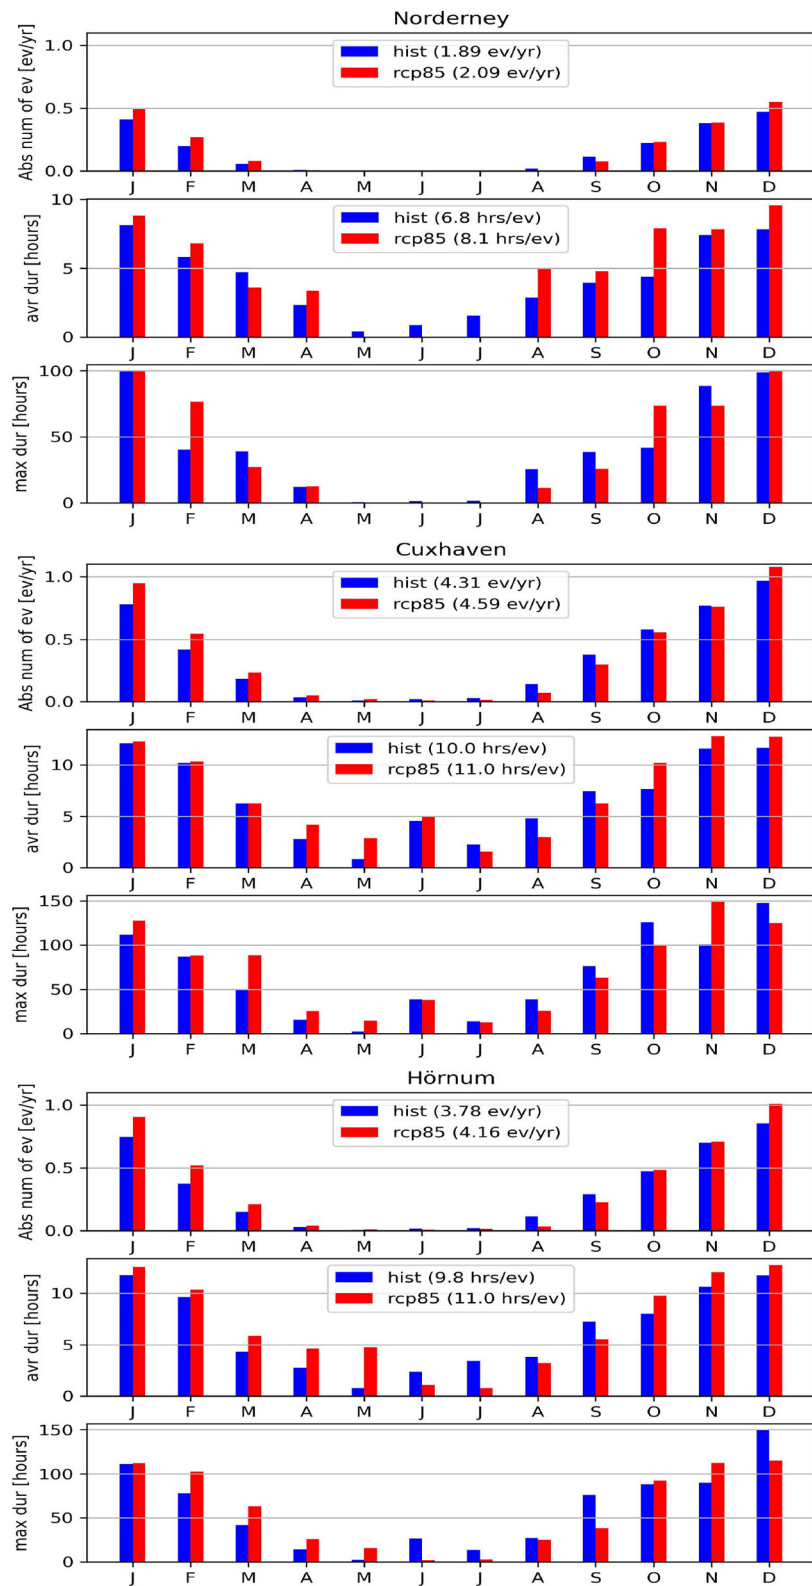 Norderney
Abs num of ev [ev/yr]
1.0
0.5
0.0
hist (1.89 ev/yr)
rcp85 (2.09 ev/yr)
J F M A M J J A S O N D
avr dur [hours]
10
5
0
hist (6.8 hrs/ev)
rcp85 (8.1 hrs/ev)
J F M A M J J A S O N D
max dur [hours]
100
50
0
J F M A M J J A S O N D
Cuxhaven
Abs num of ev [ev/yr]
1.0
0.5
0.0
hist (4.31 ev/yr)
rcp85 (4.59 ev/yr)
J F M A M J J A S O N D
avr dur [hours]
10
5
0
hist (10.0 hrs/ev)
rcp85 (11.0 hrs/ev)
J F M A M J J A S O N D
max dur [hours]
150
100
50
0
J F M A M J J A S O N D
Hörnum
Abs num of ev [ev/yr]
1.0
0.5
0.0
hist (3.78 ev/yr)
rcp85 (4.16 ev/yr)
J F M A M J J A S O N D
avr dur [hours]
10
5
0
hist (9.8 hrs/ev)
rcp85 (11.0 hrs/ev)
J F M A M J J A S O N D
max dur [hours]
150
100
50
0
J F M A M J J A S O N D